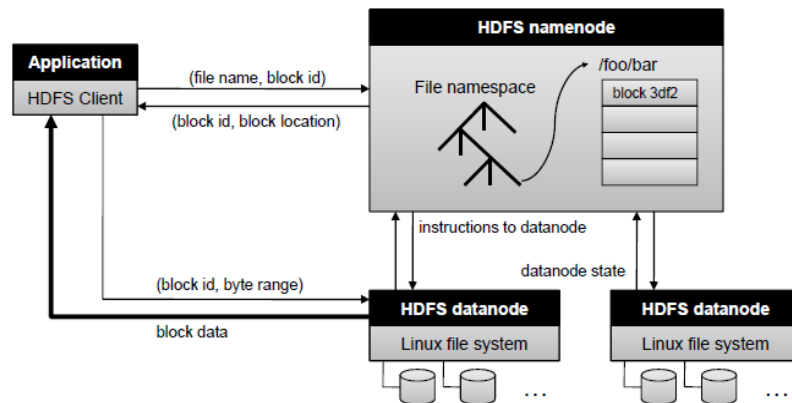 HDFS namenode
Application
HDFS Client
(file name, block id)
(block id, block location)
File namespace
/foo/bar
block 3df2
instructions to datanode
datanode state
(block id, byte range)
block data
HDFS datanode
Linux file system
...
HDFS datanode
Linux file system
...